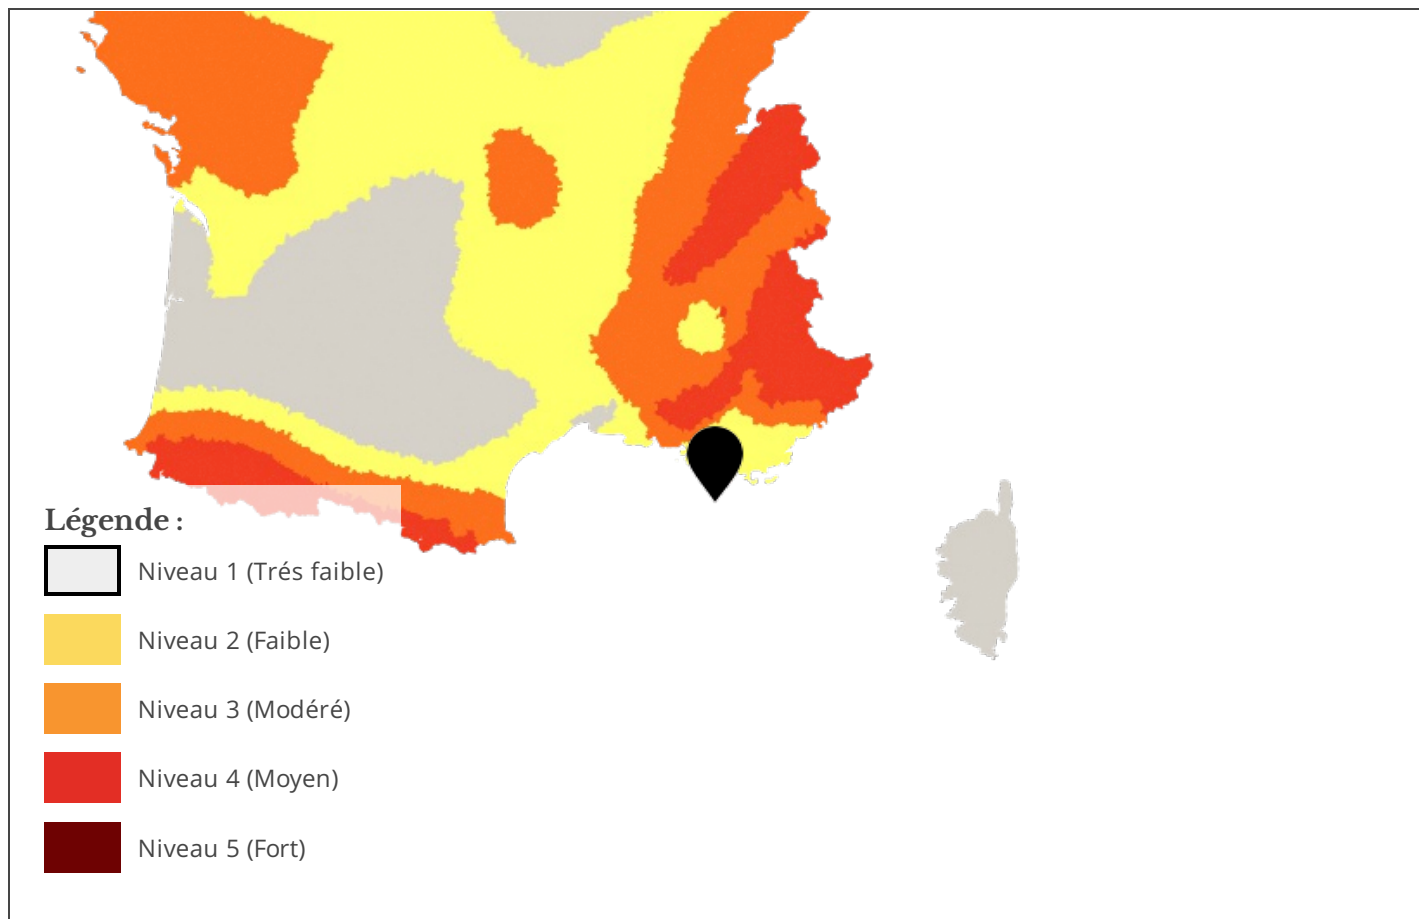 Légende :
Niveau 1 (Trés faible)
Niveau 2 (Faible)
Niveau 3 (Modéré)
Niveau 4 (Moyen)
Niveau 5 (Fort)